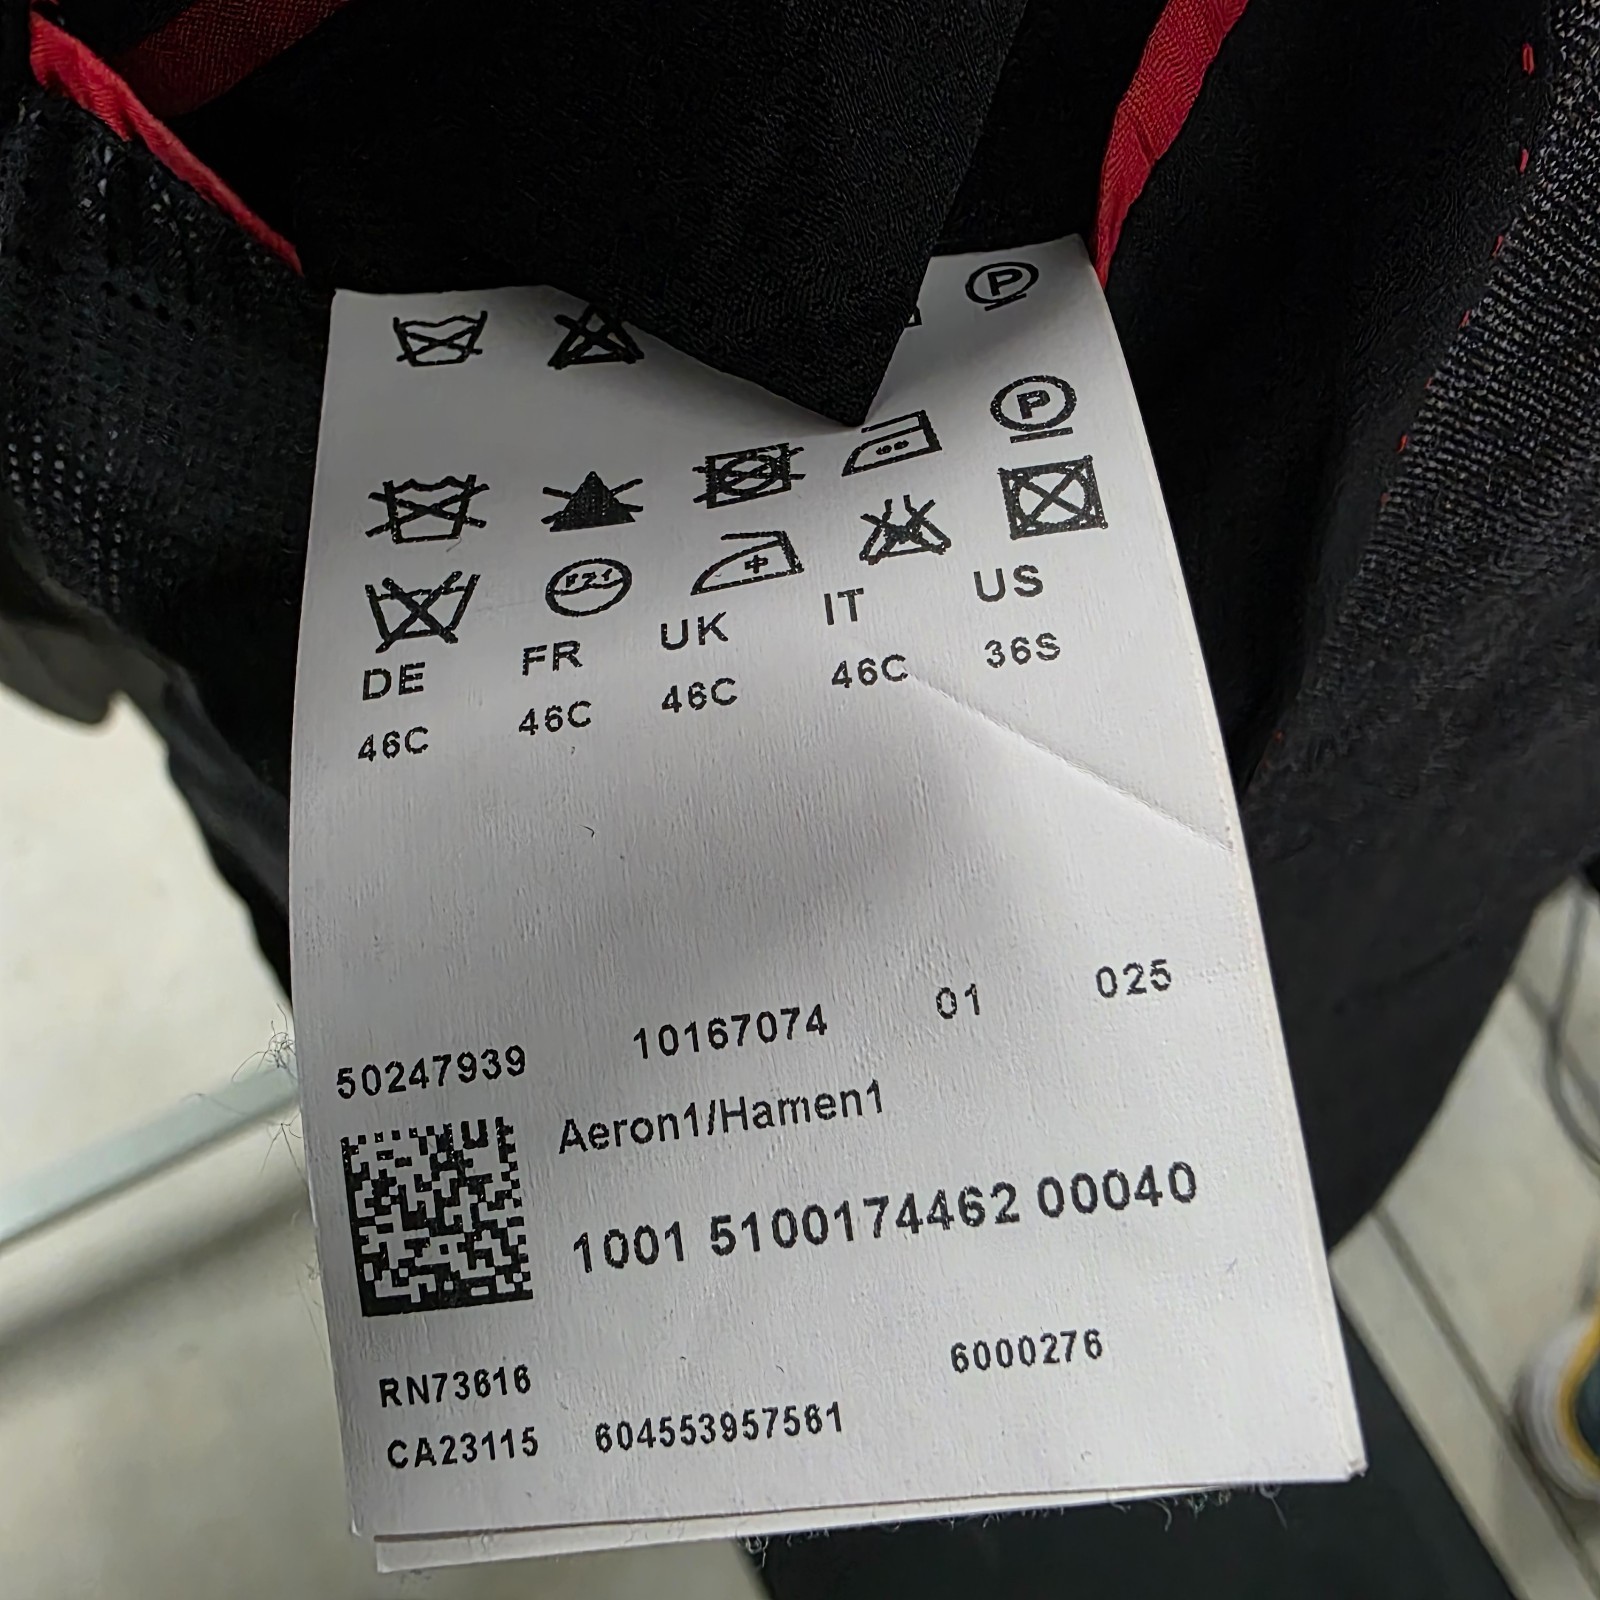 P
P
DE FR UK IT US
46C 46C 46C 46C 36S
50247939 10167074 01 025
Aeron1/Hamen1
1001 5100174462 00040
RN73616 6000276
CA23115 604553957561